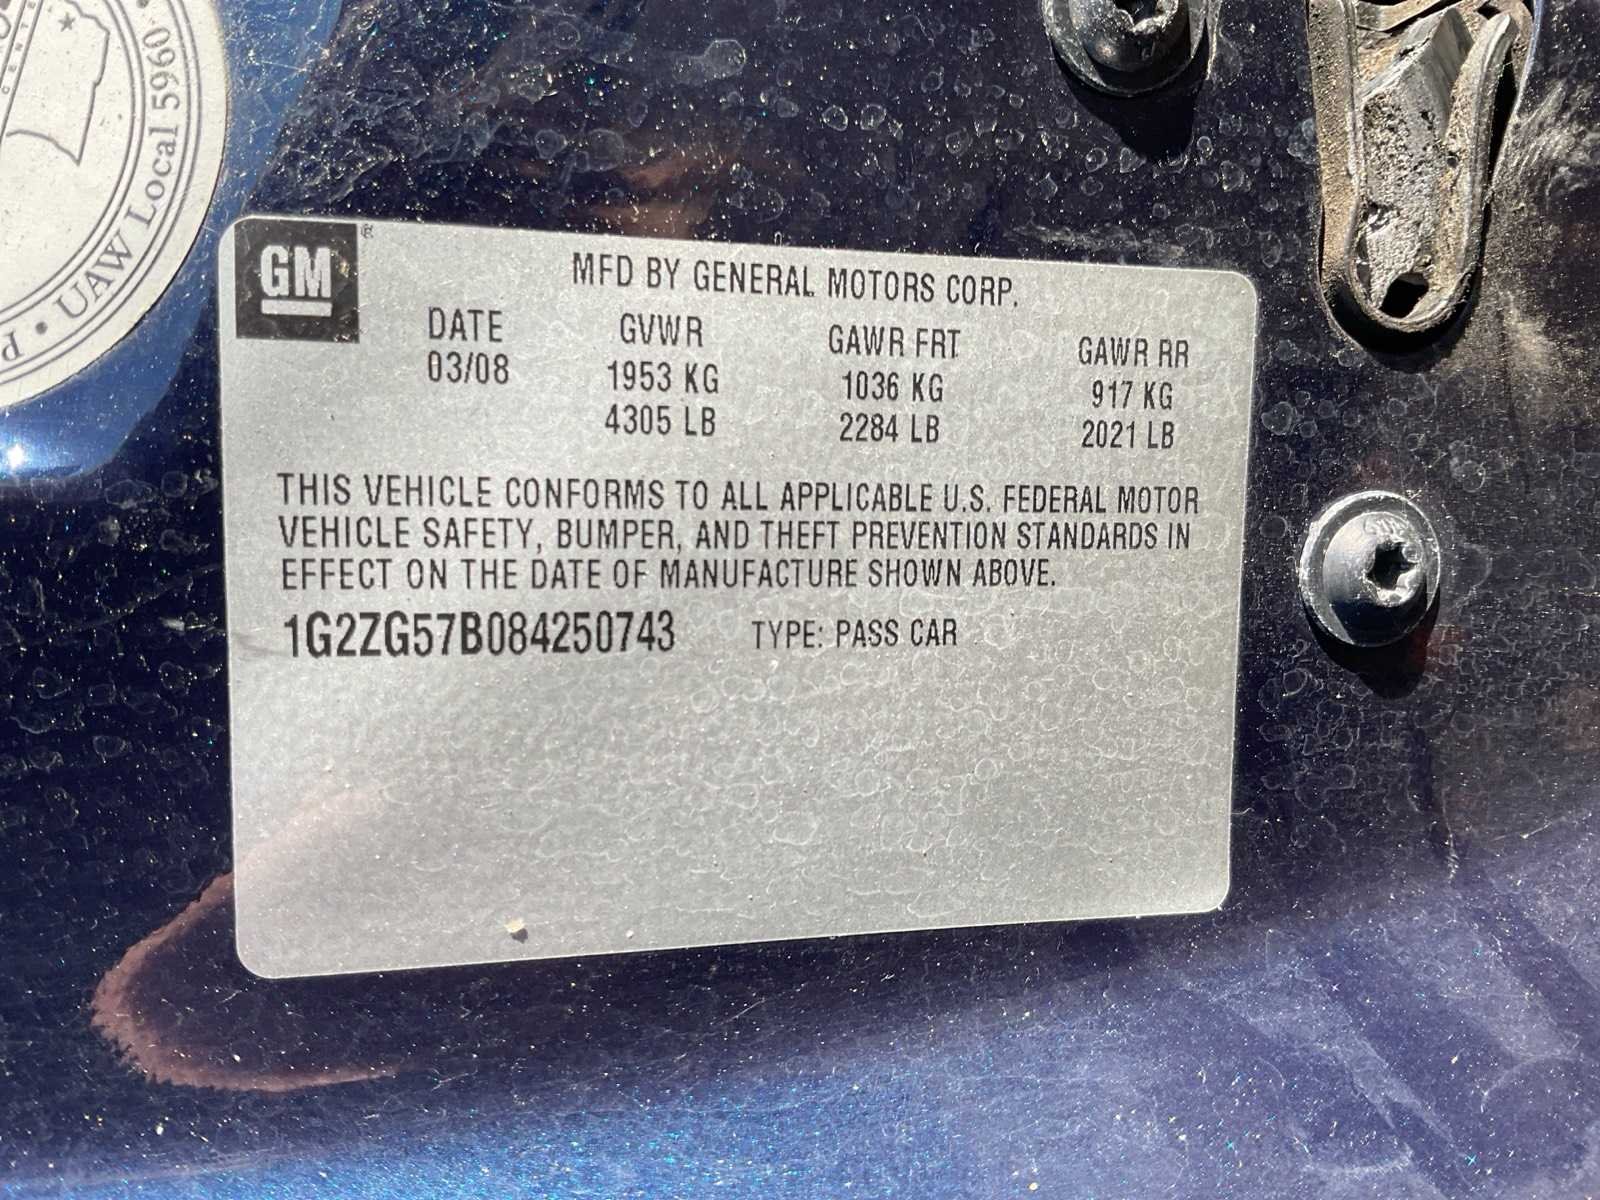 UAW Local 5960
GM
MFD BY GENERAL MOTORS CORP.
DATE GVWR GAWR FRT GAWR RR
03/08 1953 KG 1036 KG 917 KG
4305 LB 2284 LB 2021 LB
THIS VEHICLE CONFORMS TO ALL APPLICABLE U.S. FEDERAL MOTOR
VEHICLE SAFETY, BUMPER, AND THEFT PREVENTION STANDARDS IN
EFFECT ON THE DATE OF MANUFACTURE SHOWN ABOVE.
1G2ZG57B084250743 TYPE: PASS CAR